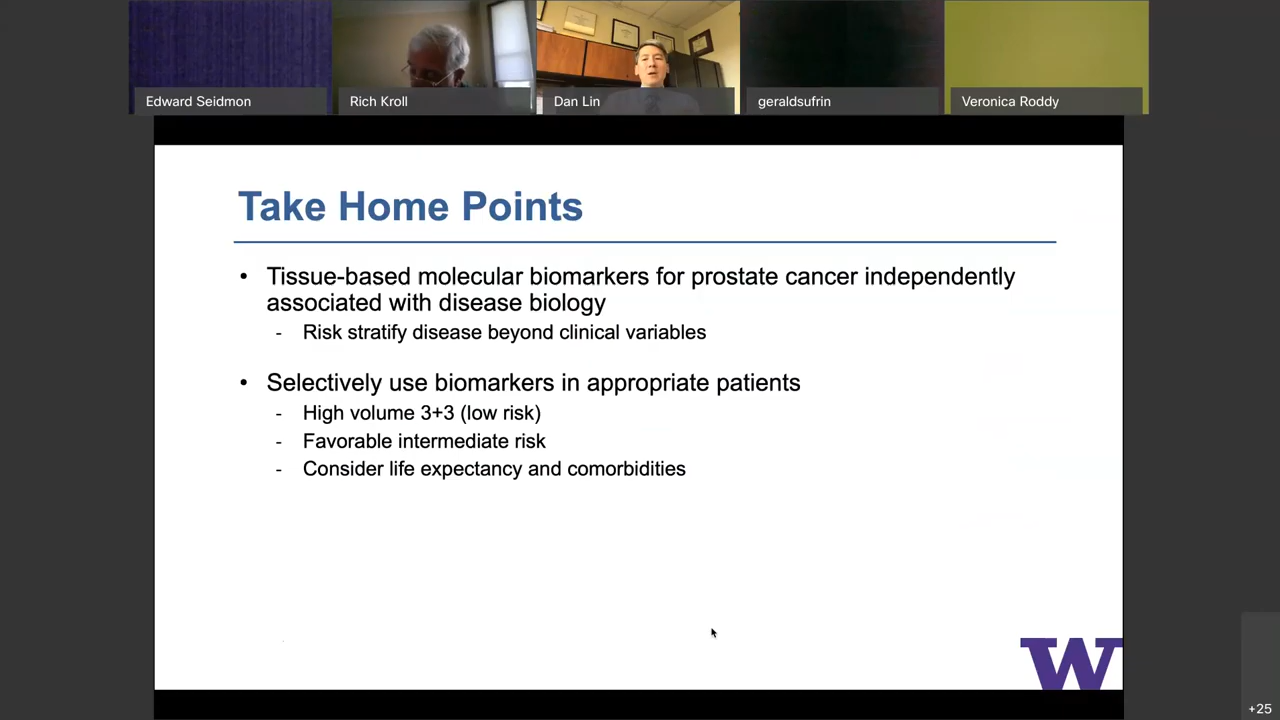 Edward Seidmon
Rich Kroll
Dan Lin
geraldsufrin
Veronica Roddy
Take Home Points
• Tissue-based molecular biomarkers for prostate cancer independently
associated with disease biology
- Risk stratify disease beyond clinical variables
• Selectively use biomarkers in appropriate patients
- High volume 3+3 (low risk)
- Favorable intermediate risk
- Consider life expectancy and comorbidities
W
+25